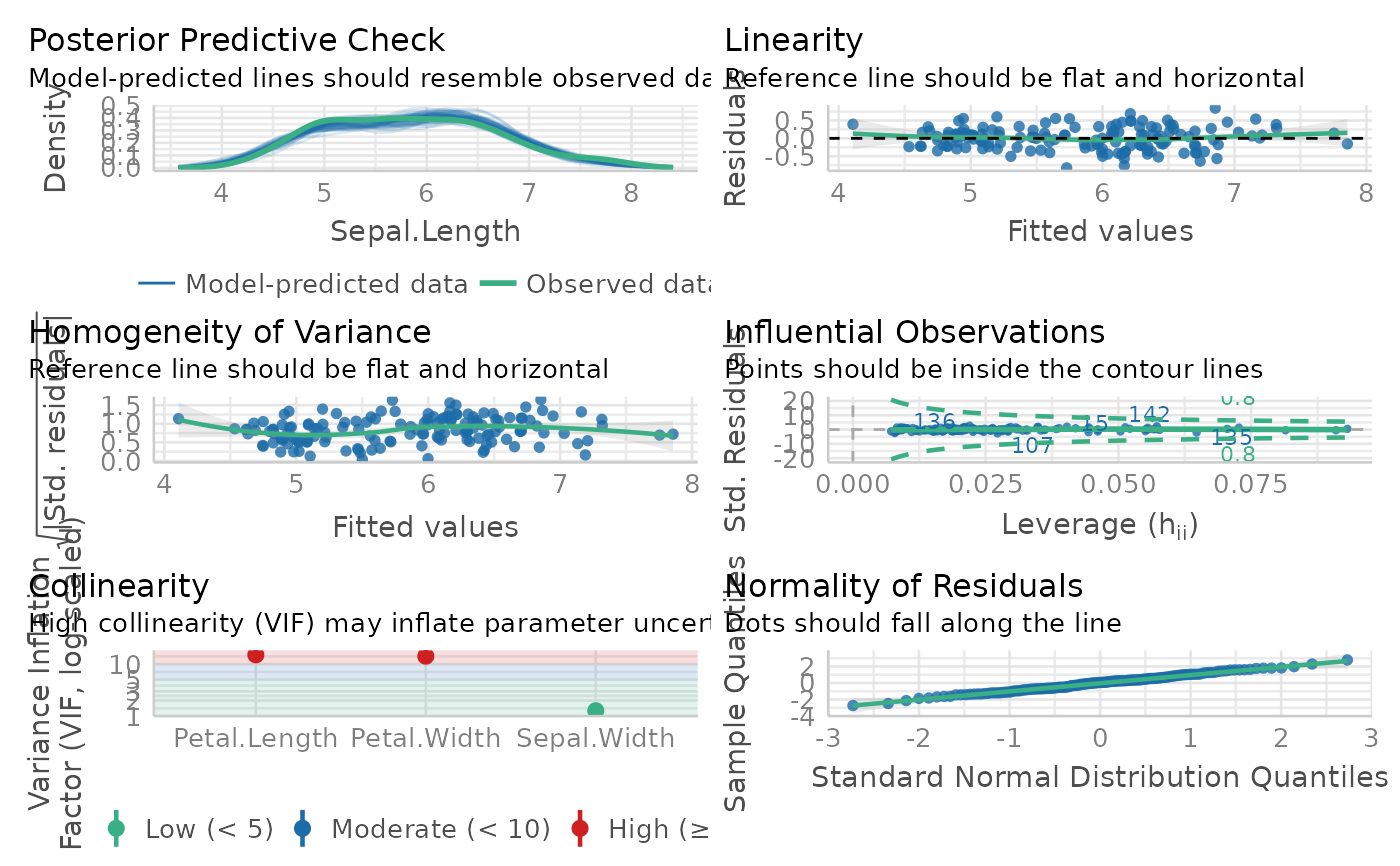 Posterior Predictive Check
Model-predicted lines should resemble observed da
Density
0.5
0.4
0.3
0.2
0.1
0.0
4 5 6 7 8
Sepal.Length
Model-predicted data Observed data
Linearity
Reference line should be flat and horizontal
Residuals
0.5
0.0
-0.5
4 5 6 7 8
Fitted values
Homogeneity of Variance
Reference line should be flat and horizontal
√|Std. residuals|
1.5
1.0
0.5
0.0
4 5 6 7 8
Fitted values
Influential Observations
Points should be inside the contour lines
Std. Residuals
20
10
0
-10
-20
0.8
136
15
142
107
135
0.8
0.000 0.025 0.050 0.075
Leverage (hii)
Collinearity
High collinearity (VIF) may inflate parameter uncert
Variance Inflation
Factor (VIF, log-scaled)
10
5
3
2
1
Petal.Length Petal.Width Sepal.Width
Low (< 5) Moderate (< 10) High (≥
Normality of Residuals
Dots should fall along the line
Sample Quantiles
2
0
-2
-4
-3 -2 -1 0 1 2 3
Standard Normal Distribution Quantiles